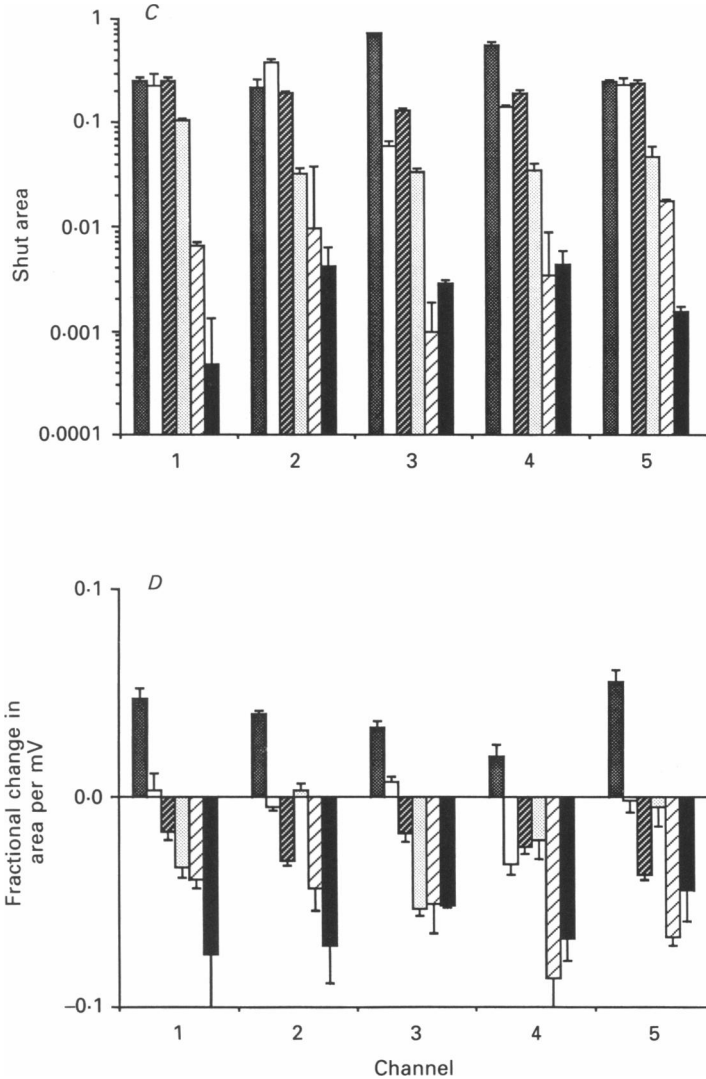 C
1
0·1
0·01
0·001
0·0001
Shut area
1 2 3 4 5
D
0·1
0·0
−0·1
Fractional change in
area per mV
1 2 3 4 5
Channel